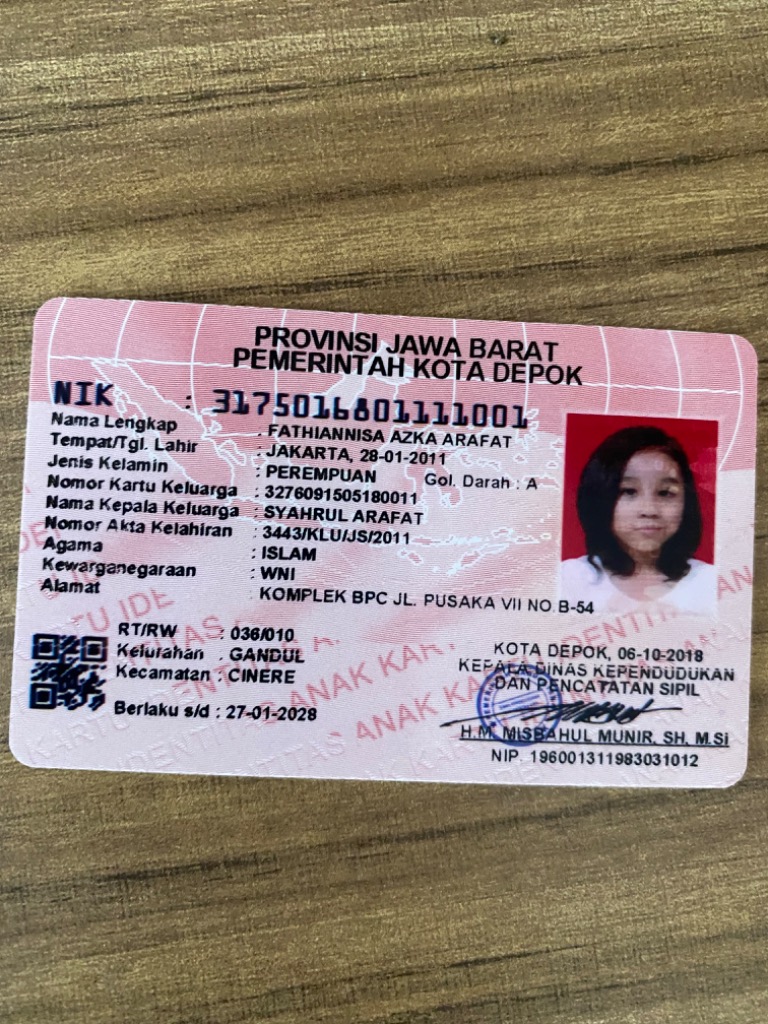 PROVINSI JAWA BARAT
PEMERINTAH KOTA DEPOK
NIK : 3175016801111001
Nama Lengkap : FATHIANNISA AZKA ARAFAT
Tempat/Tgl. Lahir : JAKARTA, 28-01-2011
Jenis Kelamin : PEREMPUAN Gol. Darah : A
Nomor Kartu Keluarga : 3276091505180011
Nama Kepala Keluarga : SYAHRUL ARAFAT
Nomor Akta Kelahiran : 3443/KLU/JS/2011
Agama : ISLAM
Kewarganegaraan : WNI
Alamat : KOMPLEK BPC JL. PUSAKA VII NO.B-54
RT/RW : 036/010
Kelurahan : GANDUL
Kecamatan : CINERE
Berlaku s/d : 27-01-2028
KOTA DEPOK, 06-10-2018
KEPALA DINAS KEPENDUDUKAN
DAN PENCATATAN SIPIL
H.M. MISBAHUL MUNIR, SH, M.Si
NIP. 196001311983031012